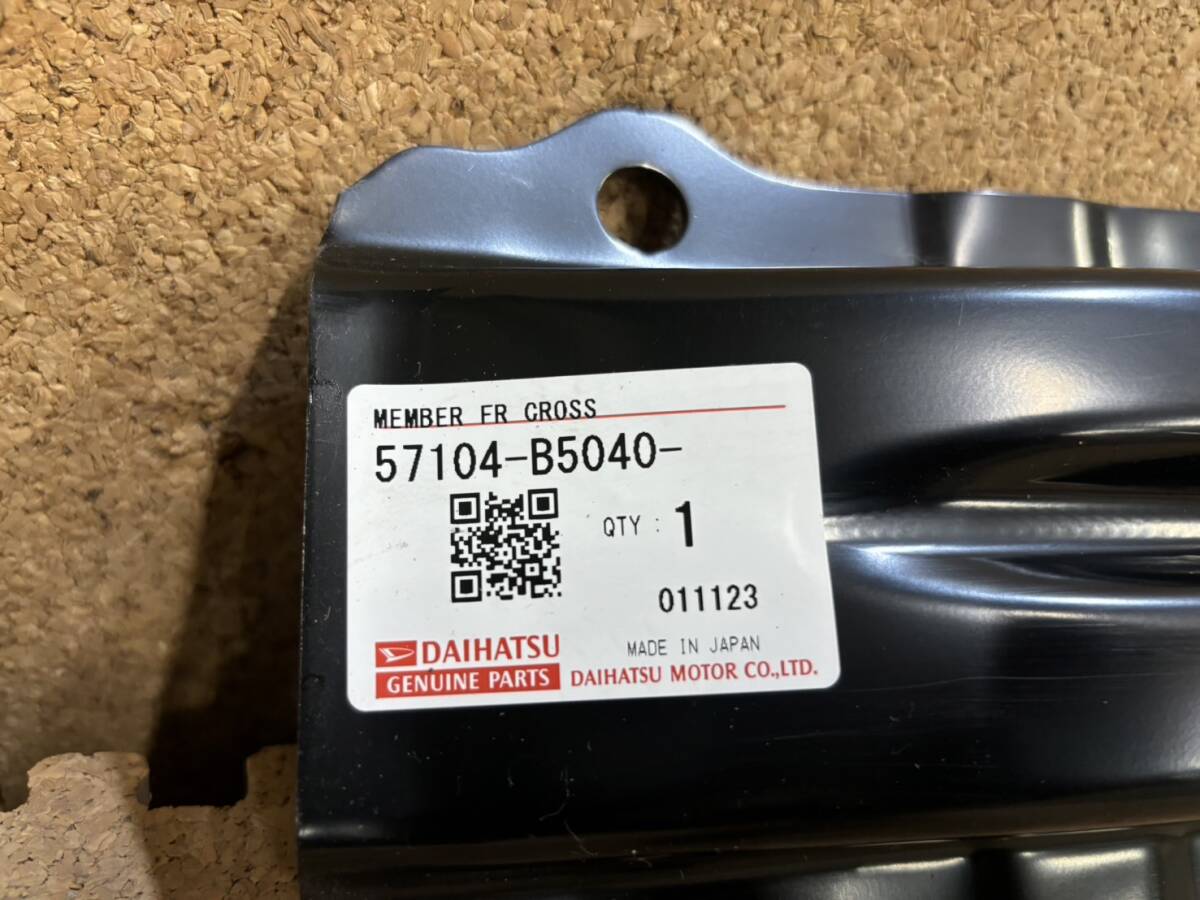 MEMBER FR CROSS
57104-B5040-
QTY : 1
011123
DAIHATSU
GENUINE PARTS
MADE IN JAPAN
DAIHATSU MOTOR CO.,LTD.